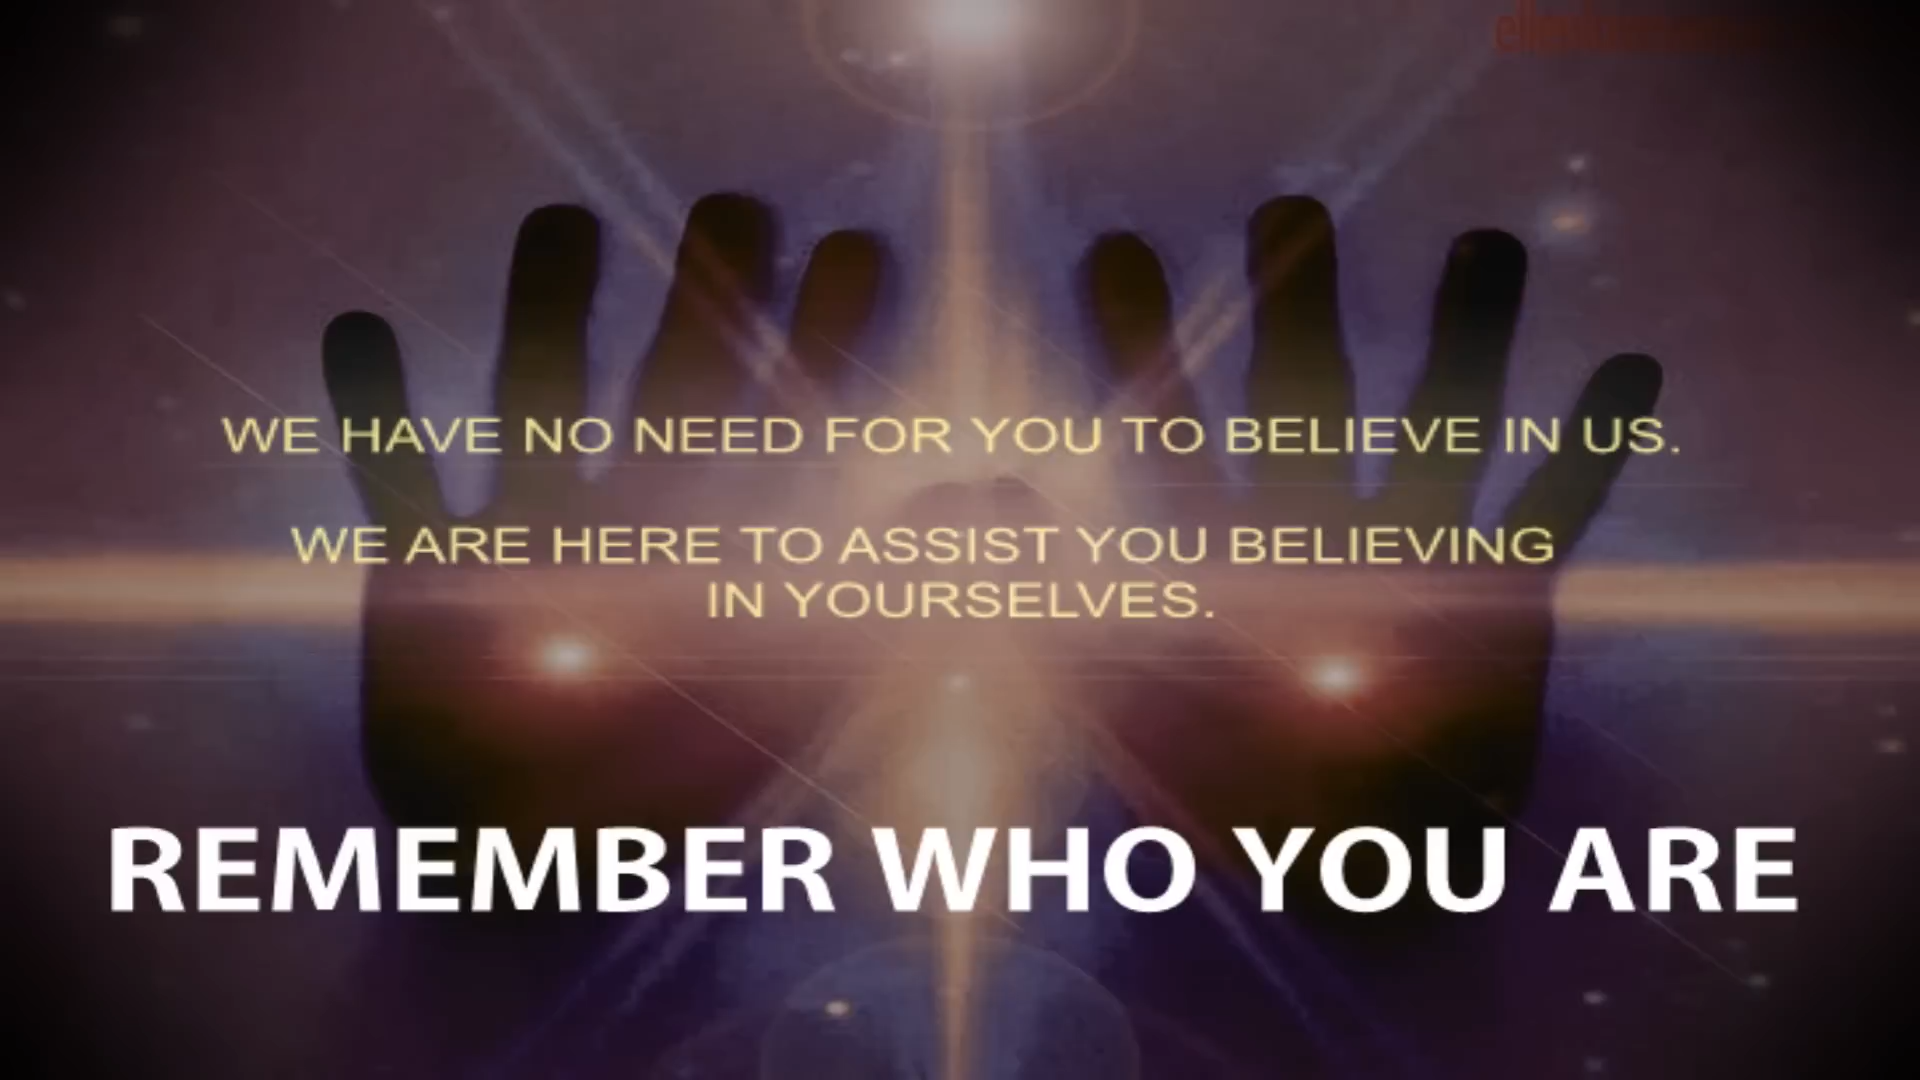 WE HAVE NO NEED FOR YOU TO BELIEVE IN US.
WE ARE HERE TO ASSIST YOU BELIEVING
IN YOURSELVES.
REMEMBER WHO YOU ARE